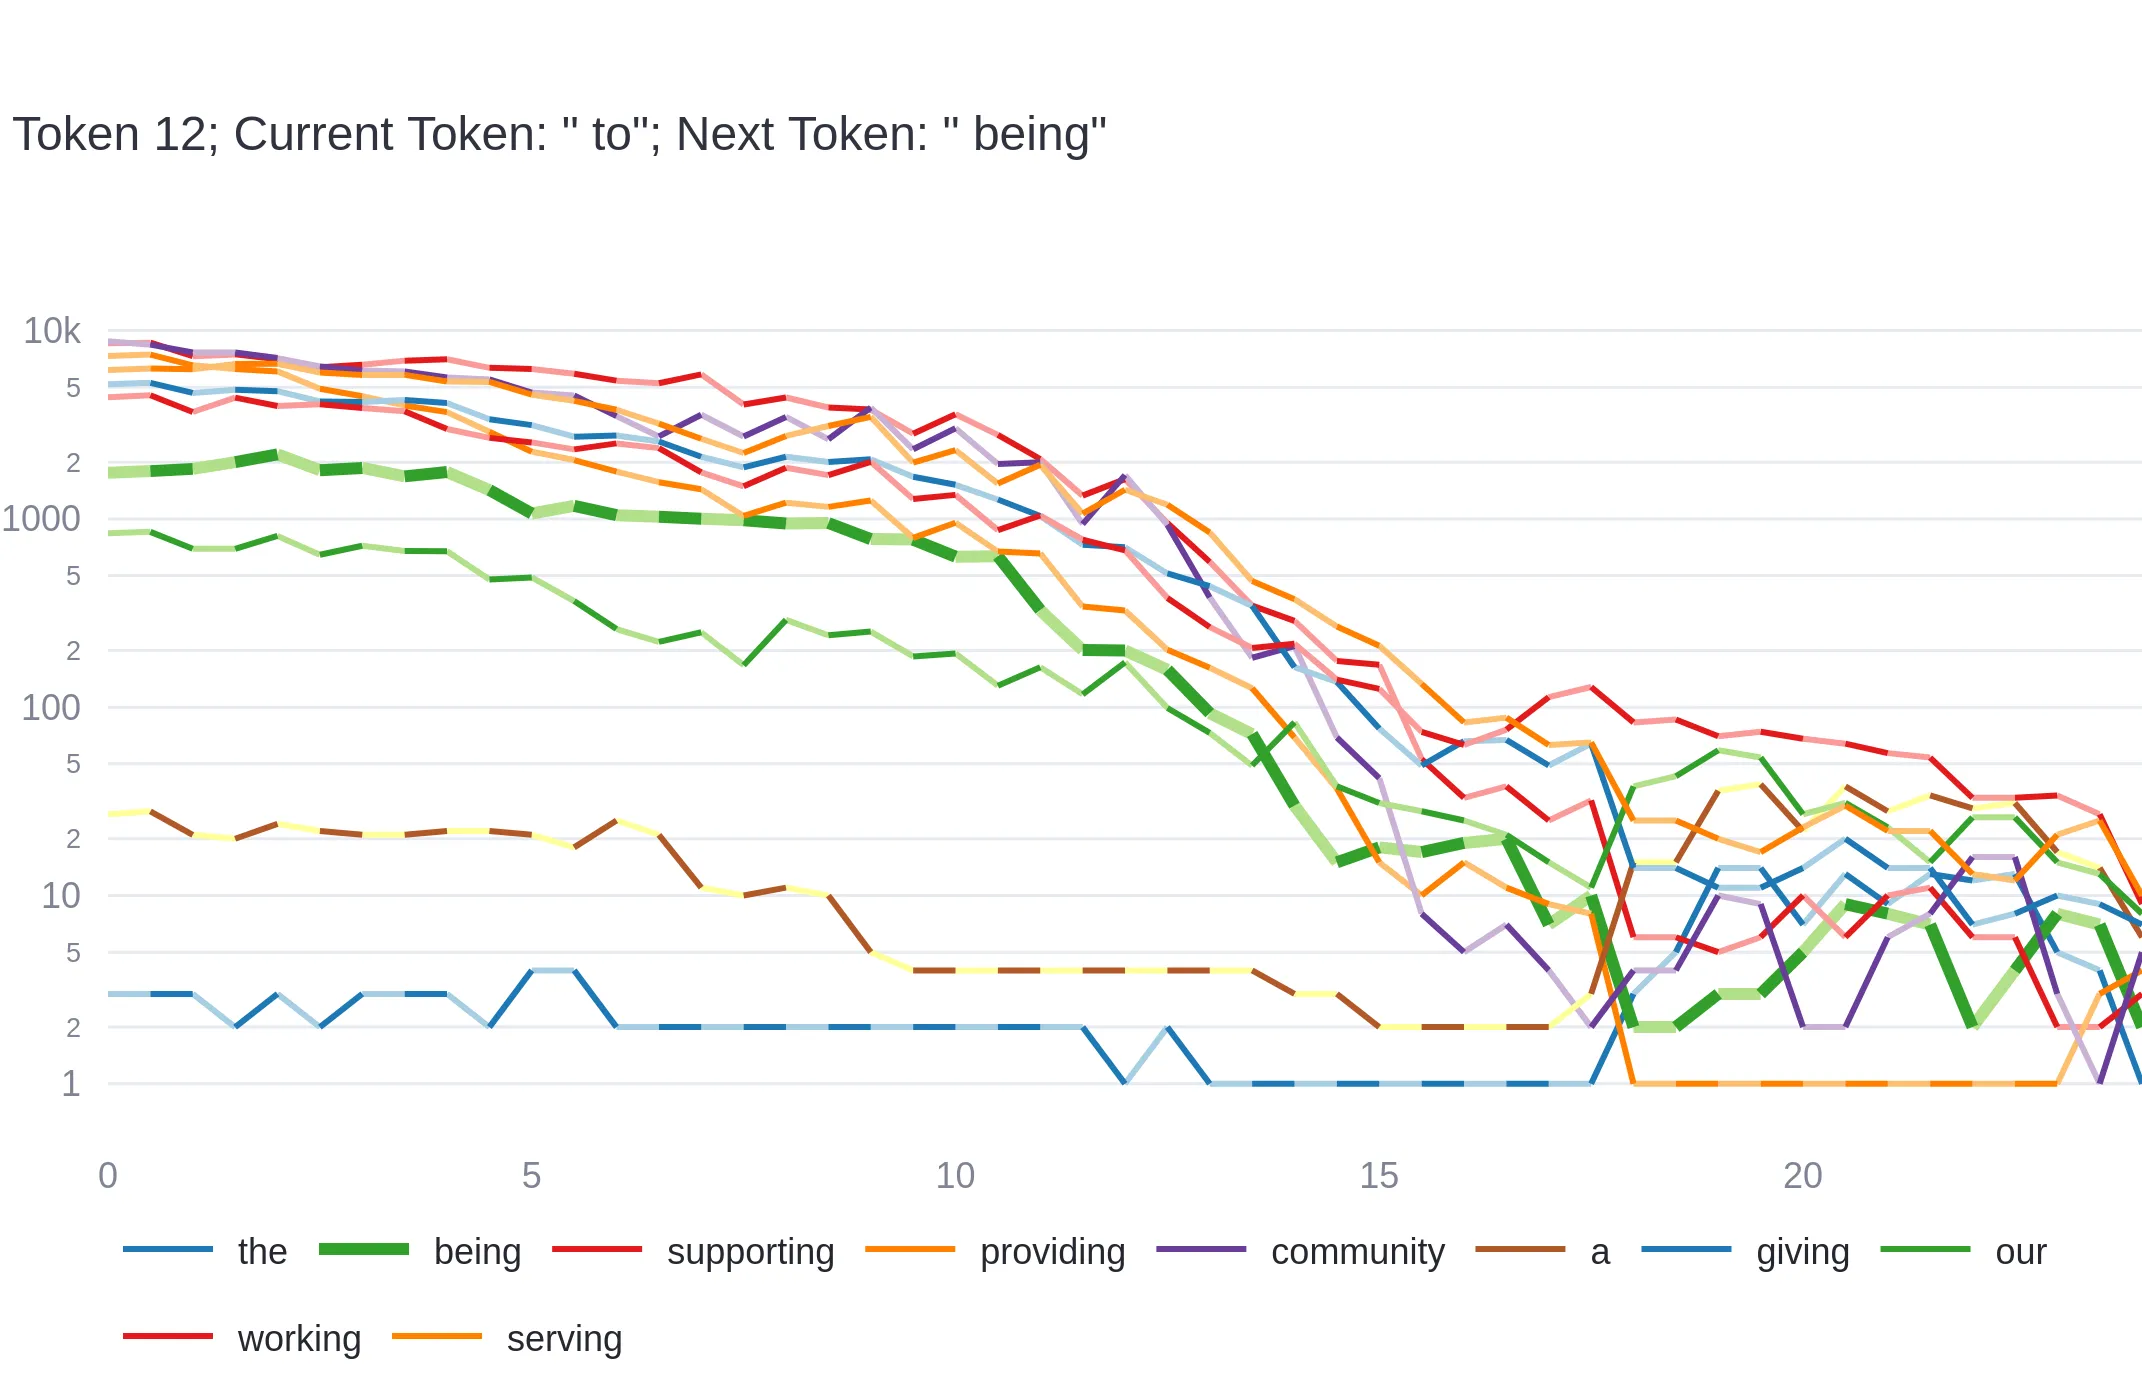 Token 12; Current Token: " to"; Next Token: " being"
10k
5
2
1000
5
2
100
5
2
10
5
2
1
0 5 10 15 20
the being supporting providing community a giving our
working serving